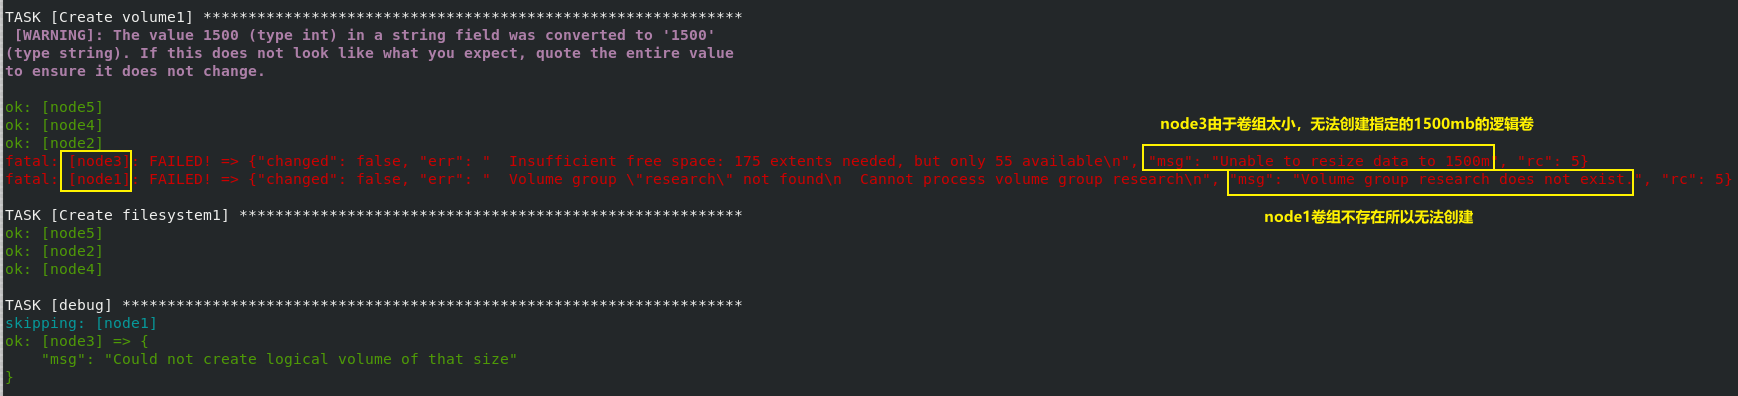 TASK [Create volume1] ************************************************************
 [WARNING]: The value 1500 (type int) in a string field was converted to '1500'
(type string). If this does not look like what you expect, quote the entire value
to ensure it does not change.
ok: [node5]
ok: [node4]
ok: [node2]
node3由于卷组太小，无法创建指定的1500mb的逻辑卷
fatal: [node3]: FAILED! => {"changed": false, "err": "  Insufficient free space: 175 extents needed, but only 55 available\n", "msg": "Unable to resize data to 1500m", "rc": 5}
fatal: [node1]: FAILED! => {"changed": false, "err": "  Volume group \"research\" not found\n  Cannot process volume group research\n", "msg": "Volume group research does not exist.", "rc": 5}
node1卷组不存在所以无法创建
TASK [Create filesystem1] ********************************************************
ok: [node5]
ok: [node2]
ok: [node4]
TASK [debug] *********************************************************************
skipping: [node1]
ok: [node3] => {
    "msg": "Could not create logical volume of that size"
}